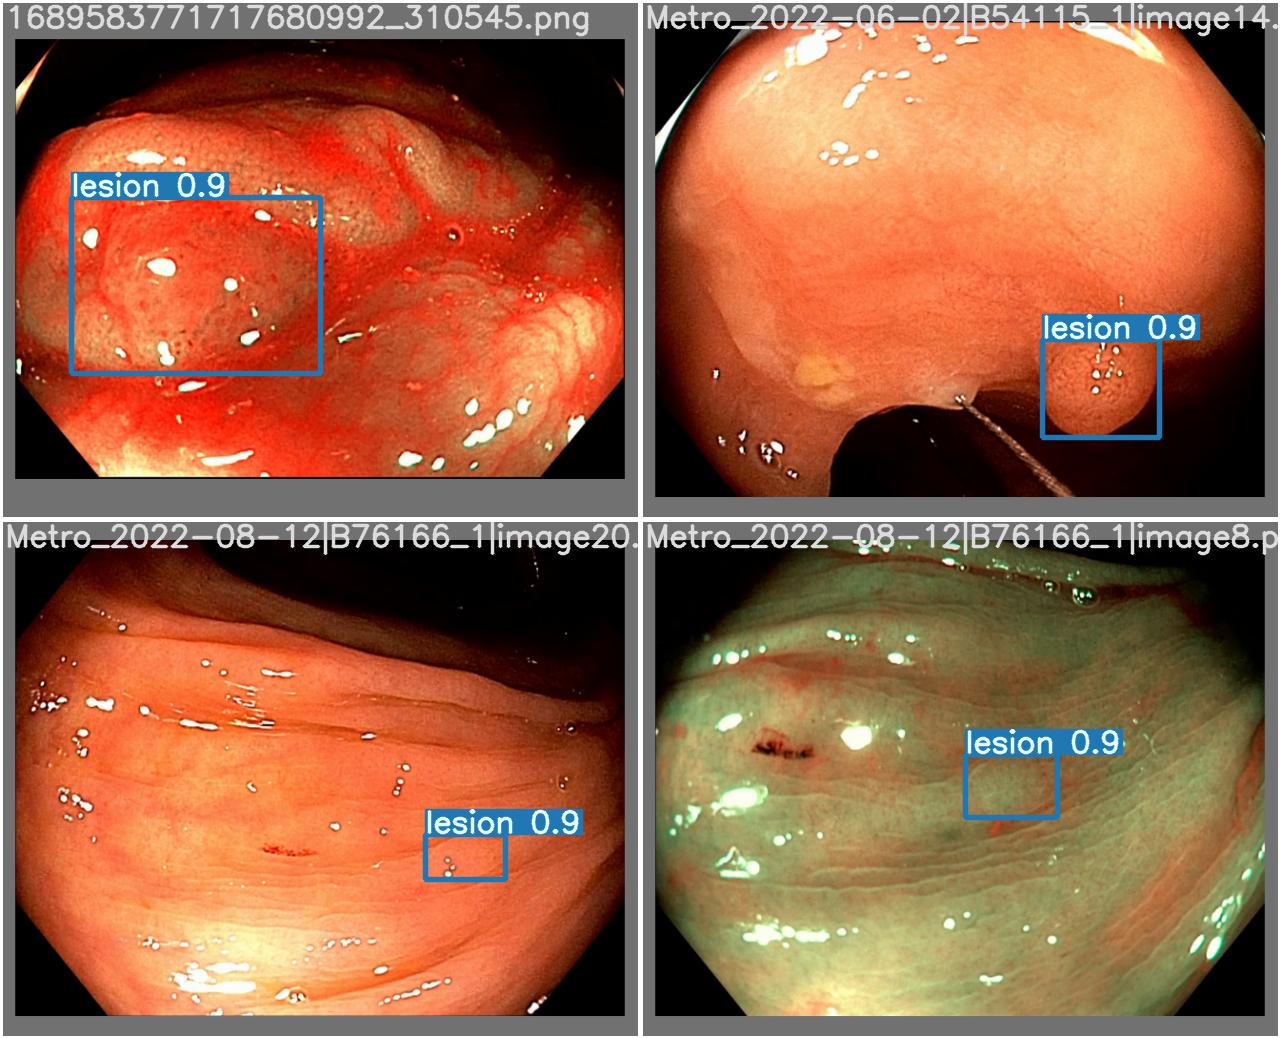 1689583771717680992_310545.png
Metro_2022-06-02|B54115_1|image14.
lesion 0.9
lesion 0.9
Metro_2022-08-12|B76166_1|image20.
Metro_2022-08-12|B76166_1|image8.p
lesion 0.9
lesion 0.9